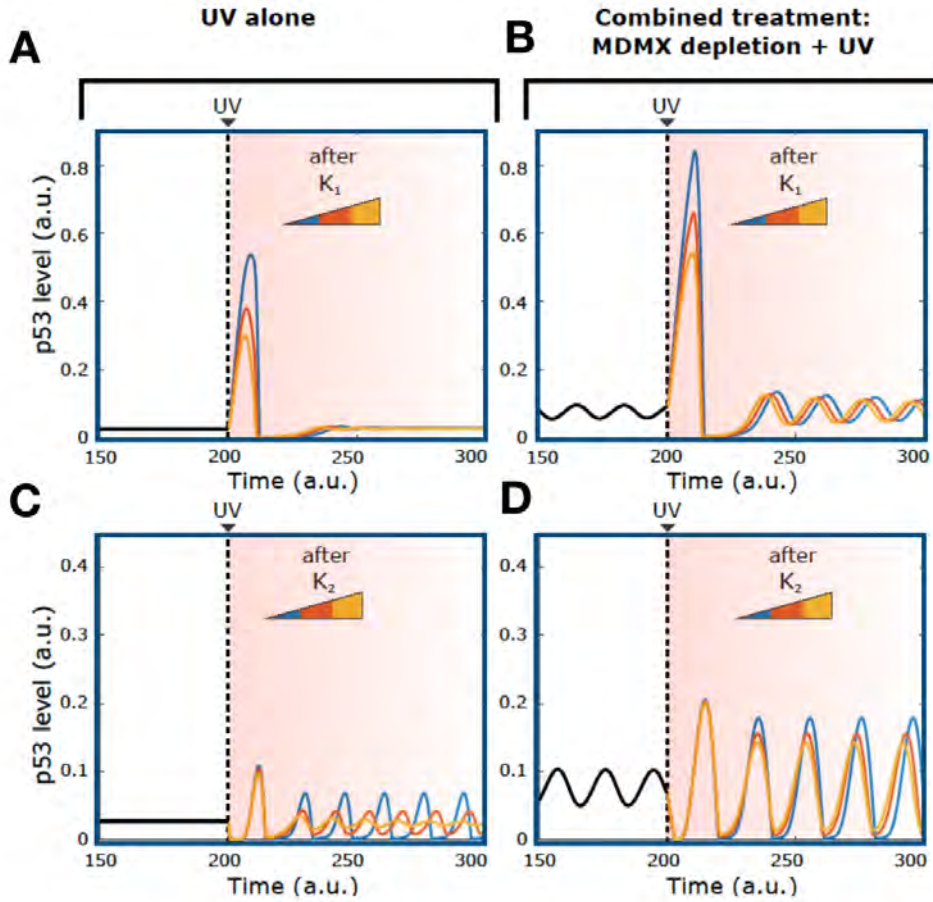 UV alone
Combined treatment:
MDMX depletion + UV
A
B
UV
UV
p53 level (a.u.)
0.8
0.6
0.4
0.2
0
after
K1
150
200
250
300
Time (a.u.)
0.8
0.6
0.4
0.2
0
after
K1
150
200
250
300
Time (a.u.)
C
D
UV
UV
p53 level (a.u.)
0.4
0.3
0.2
0.1
0
after
K2
150
200
250
300
Time (a.u.)
0.4
0.3
0.2
0.1
0
after
K2
150
200
250
300
Time (a.u.)